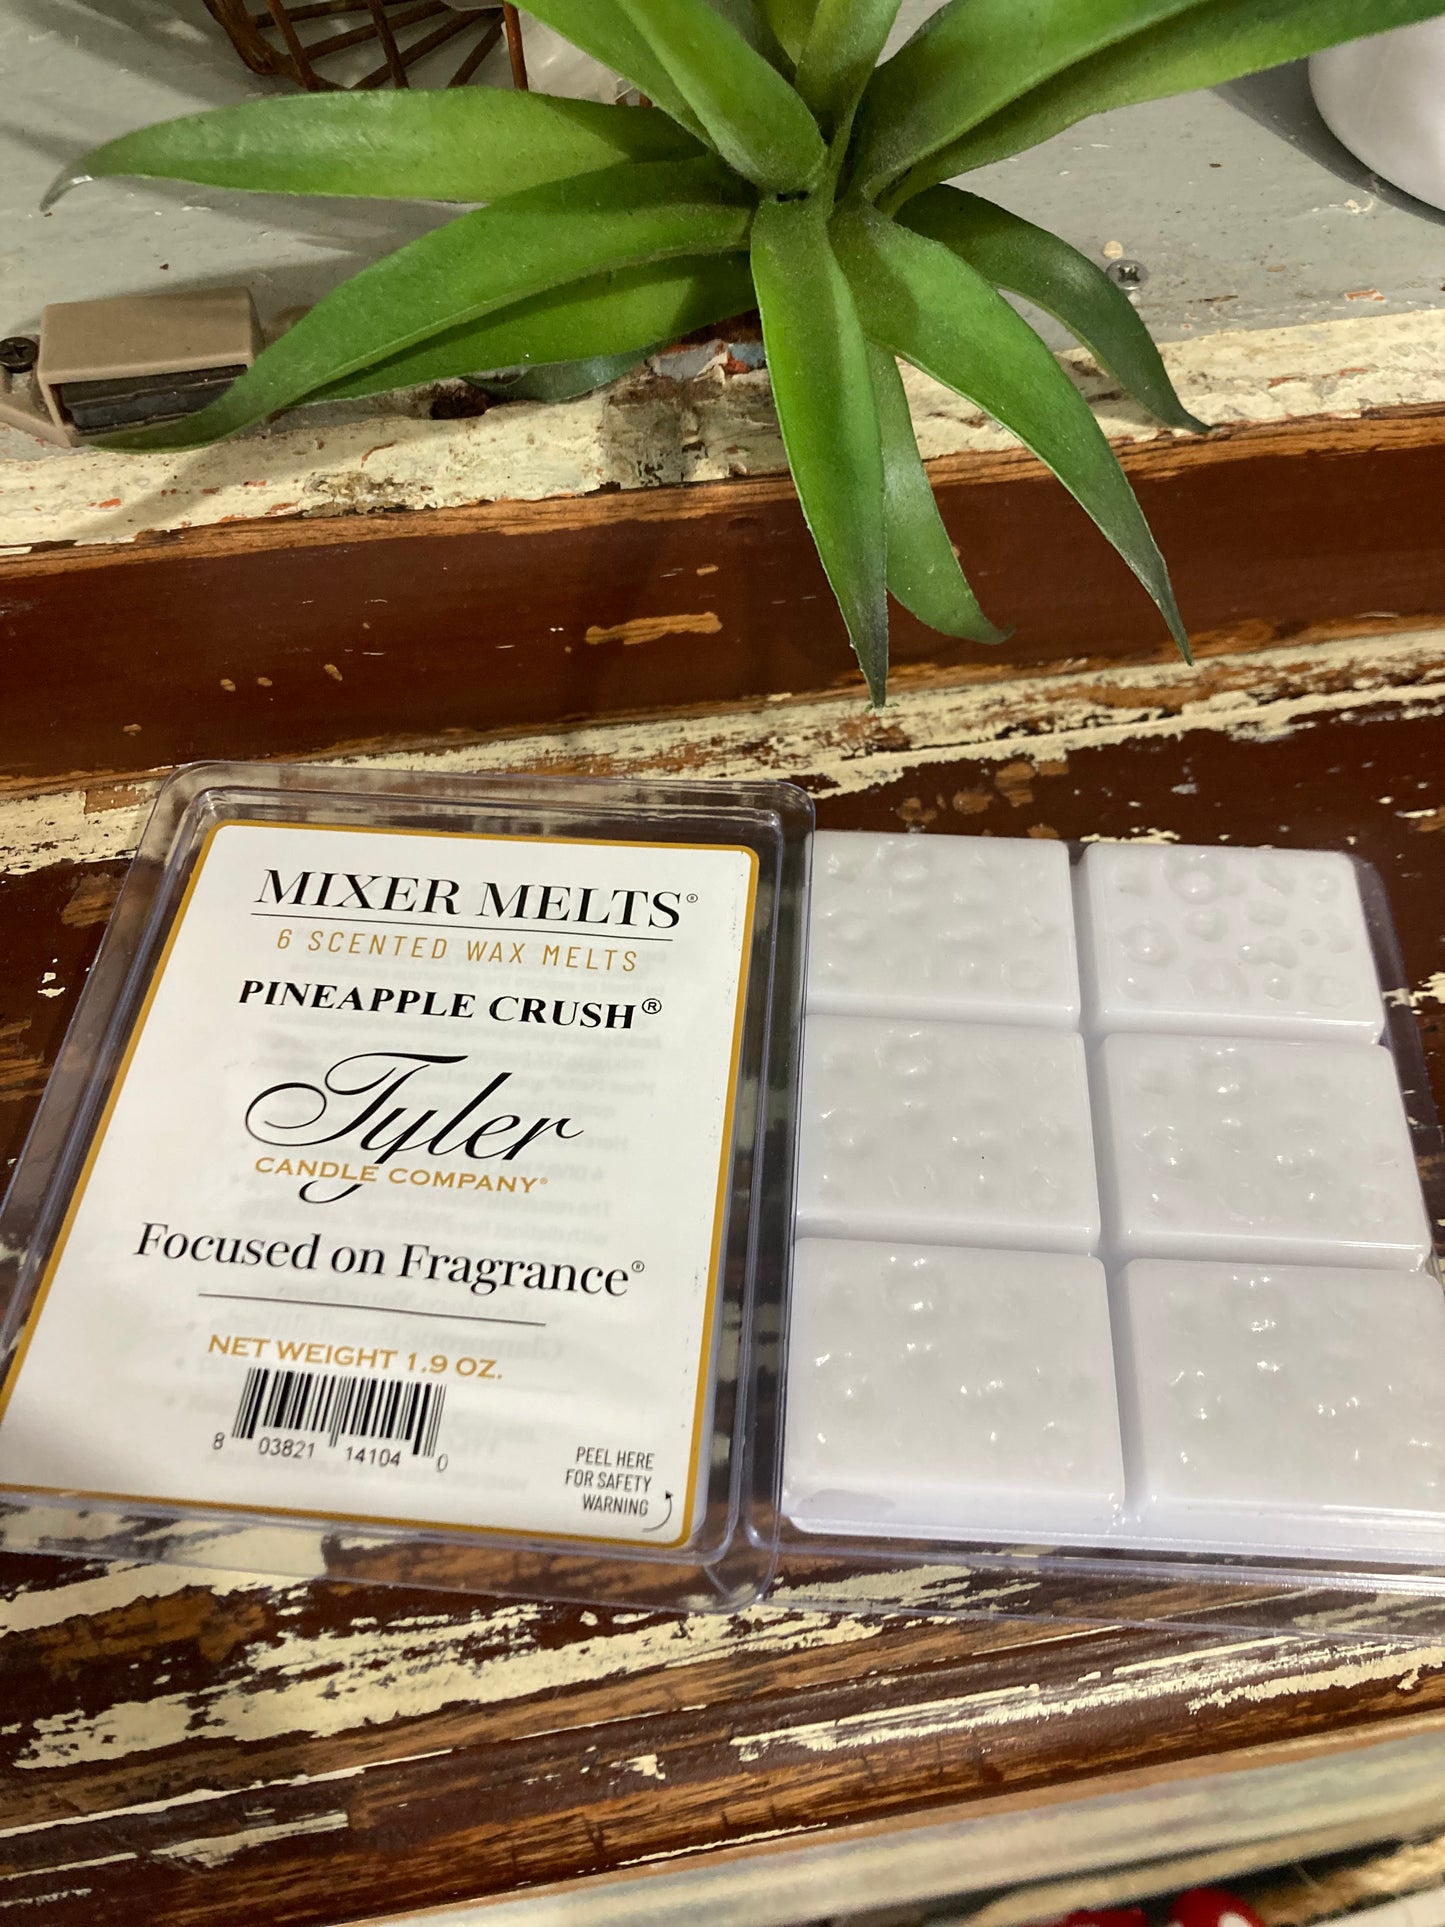 MIXER MELTS®
6 SCENTED WAX MELTS
PINEAPPLE CRUSH®
Tyler
CANDLE COMPANY®
Focused on Fragrance®
NET WEIGHT 1.9 OZ.
8 03821 14104 0
PEEL HERE
FOR SAFETY
WARNING